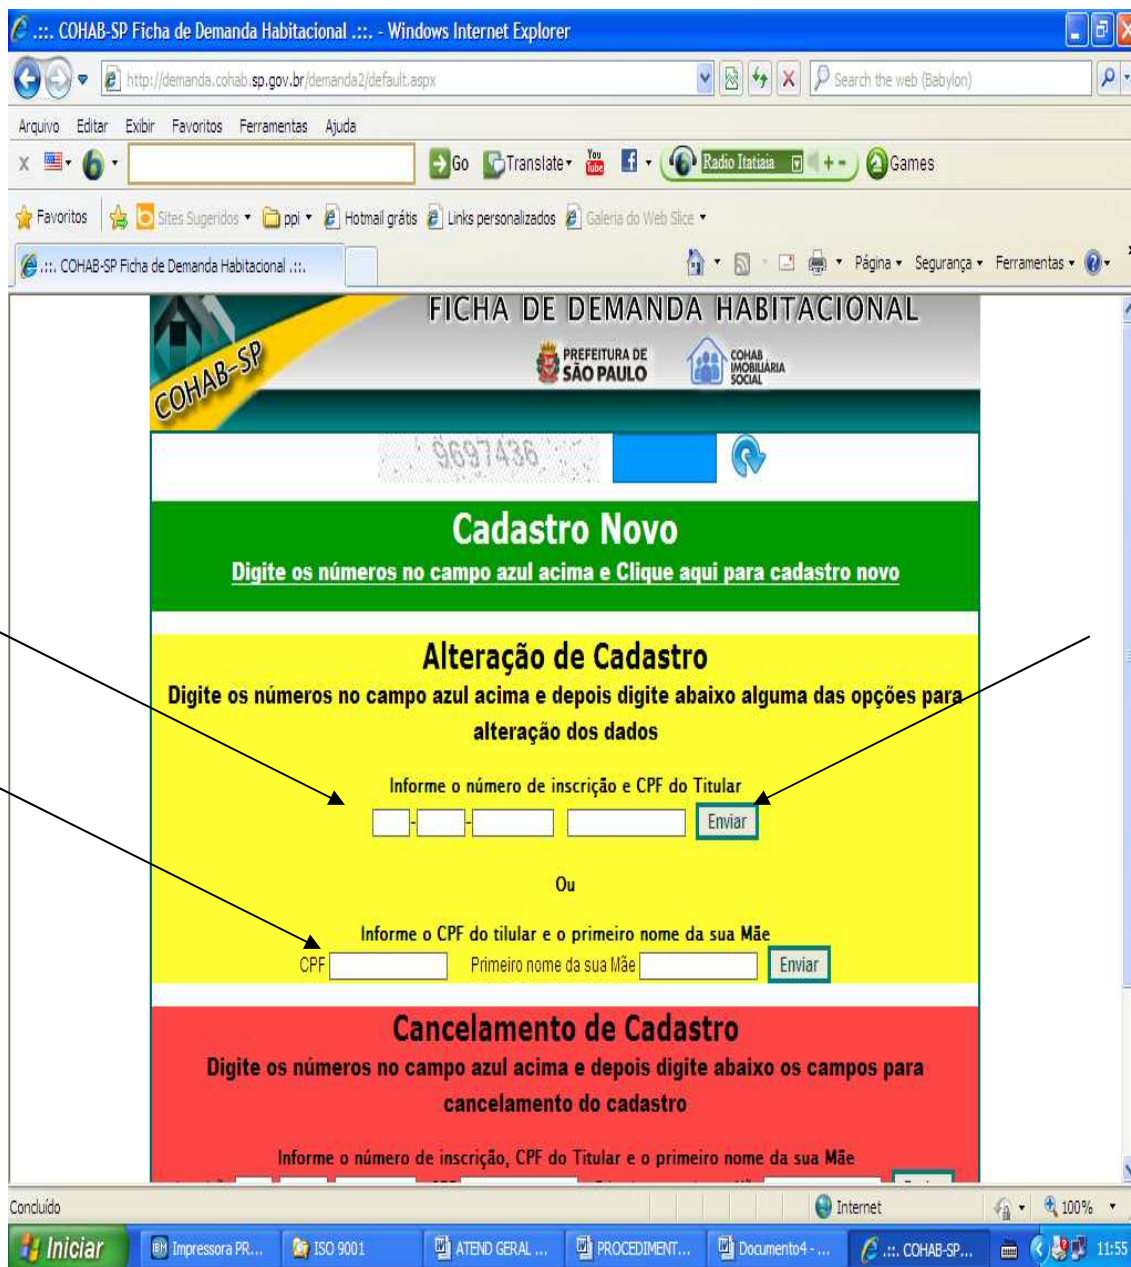 .::. COHAB-SP Ficha de Demanda Habitacional .::. - Windows Internet Explorer
http://demanda.cohab.sp.gov.br/demanda2/default.aspx
Search the web (Babylon)
Arquivo Editar Exibir Favoritos Ferramentas Ajuda
x Go Translate You Tube f Radio Itatiaia + - Games
Favoritos Sites Sugeridos ppi Hotmail grátis Links personalizados Galeria do Web Slice
.::. COHAB-SP Ficha de Demanda Habitacional .::. Página Segurança Ferramentas
FICHA DE DEMANDA HABITACIONAL
COHAB-SP
PREFEITURA DE
SÃO PAULO
COHAB
IMOBILIÁRIA
SOCIAL
9697436
Cadastro Novo
Digite os números no campo azul acima e Clique aqui para cadastro novo
Alteração de Cadastro
Digite os números no campo azul acima e depois digite abaixo alguma das opções para
alteração dos dados
Informe o número de inscrição e CPF do Titular
- - Enviar
Ou
Informe o CPF do tilular e o primeiro nome da sua Mãe
CPF Primeiro nome da sua Mãe Enviar
Cancelamento de Cadastro
Digite os números no campo azul acima e depois digite abaixo os campos para
cancelamento do cadastro
Informe o número de inscrição, CPF do Titular e o primeiro nome da sua Mãe
Concluído Internet 100%
Iniciar IBM Impressora PR... ISO 9001 ATEND GERAL ... PROCEDIMENT... Documento4 - ... .::. COHAB-SP... 11:55